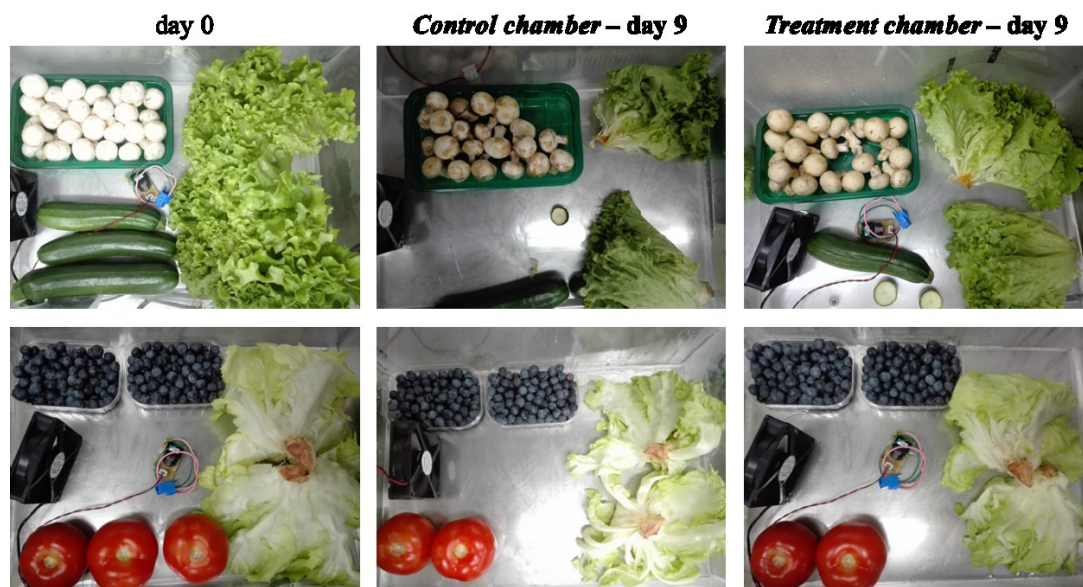 day 0
Control chamber – day 9
Treatment chamber – day 9